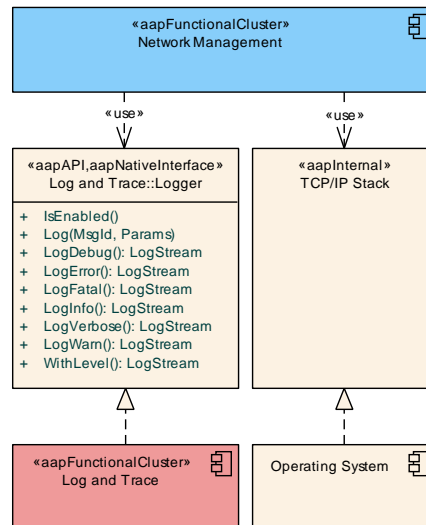 «aapFunctionalCluster»
Network Management
«use»
«use»
«aapAPI,aapNativeInterface»
Log and Trace::Logger
+ IsEnabled()
+ Log(MsgId, Params)
+ LogDebug(): LogStream
+ LogError(): LogStream
+ LogFatal(): LogStream
+ LogInfo(): LogStream
+ LogVerbose(): LogStream
+ LogWarn(): LogStream
+ WithLevel(): LogStream
«aapInternal»
TCP/IP Stack
«aapFunctionalCluster»
Log and Trace
Operating System